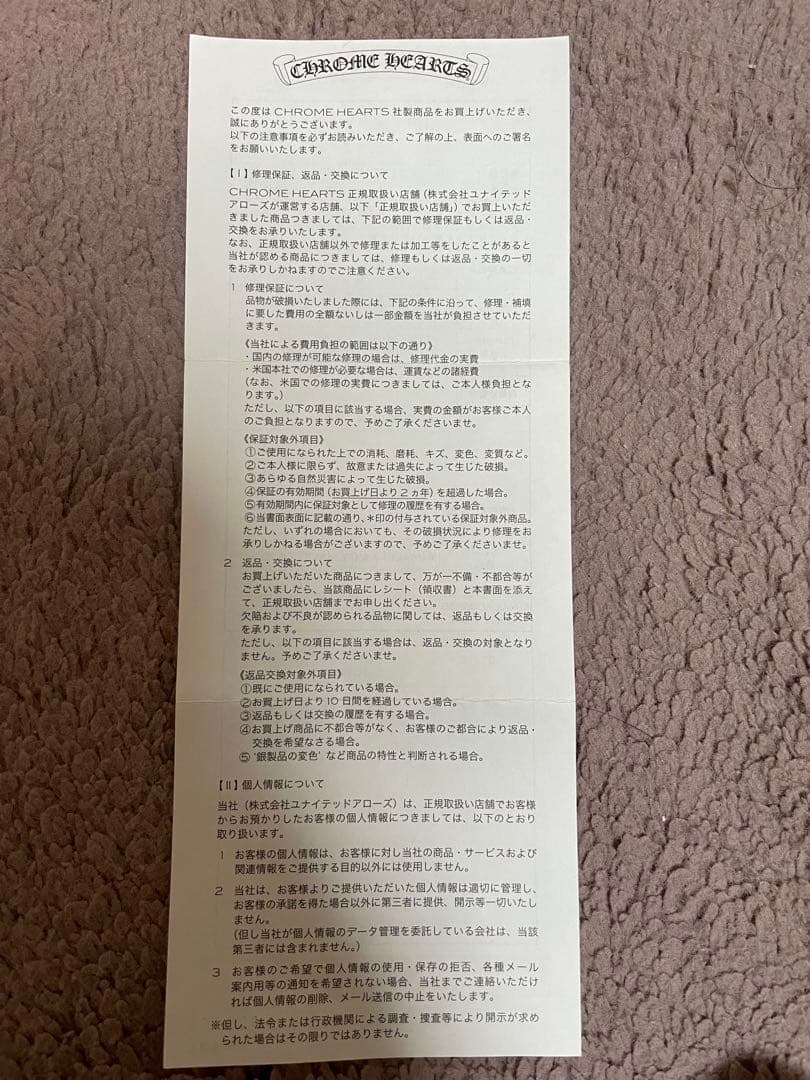 CHROME HEARTS
この度は CHROME HEARTS 社製商品をお買上げいただき、
誠にありがとうございます。
以下の注意事項を必ずお読みいただき、ご了解の上、表面へのご署名
をお願いいたします。
【I】修理保証、返品・交換について
CHROME HEARTS 正規取扱い店舗(株式会社ユナイテッド
アローズが運営する店舗、以下「正規取扱い店舗」)でお買上いただ
きました商品つきましては、下記の範囲で修理保証もしくは返品・
交換をお承りいたします。
なお、正規取扱い店舗以外で修理または加工等をしたことがあると
当社が認める商品につきましては、修理もしくは返品・交換の一切
をお承りしかねますのでご注意ください。
1 修理保証について
品物が破損いたしました際には、下記の条件に沿って、修理・補填
に要した費用の全額ないしは一部金額を当社が負担させていただ
きます。
《当社による費用負担の範囲は以下の通り》
・国内の修理が可能な修理の場合は、修理代金の実費
・米国本社での修理が必要な場合は、運賃などの諸経費
(なお、米国での修理の実費につきましては、ご本人様負担とな
ります。)
ただし、以下の項目に該当する場合、実費の金額がお客様ご本人
のご負担となりますので、予めご了承くださいませ。
《保証対象外項目》
①ご使用になられた上での消耗、磨耗、キズ、変色、変質など。
②ご本人様に限らず、故意または過失によって生じた破損。
③あらゆる自然災害によって生じた破損。
④保証の有効期間(お買上げ日より2ヵ年)を超過した場合。
⑤有効期間内に保証対象として修理の履歴を有する場合。
⑥当書面表面に記載の通り、*印の付与されている保証対象外商品。
ただし、いずれの場合においても、その破損状況により修理をお
承りしかねる場合がございますので、予めご了承くださいませ。
2 返品・交換について
お買上げいただいた商品につきまして、万が一不備・不都合等が
ございましたら、当該商品にレシート(領収書)と本書面を添え
て、正規取扱い店舗までお申し出ください。
欠陥および不良が認められる品物に関しては、返品もしくは交換
を承ります。
ただし、以下の項目に該当する場合は、返品・交換の対象となり
ません。予めご了承くださいませ。
《返品交換対象外項目》
①既にご使用になられている場合。
②お買上げ日より10日間を経過している場合。
③返品もしくは交換の履歴を有する場合。
④お買上げ商品に不都合等がなく、お客様のご都合により返品・
交換を希望なさる場合。
⑤'銀製品の変色'など商品の特性と判断される場合。
【II】個人情報について
当社(株式会社ユナイテッドアローズ)は、正規取扱い店舗でお客様
からお預かりしたお客様の個人情報につきましては、以下のとおり
取り扱います。
1 お客様の個人情報は、お客様に対し当社の商品・サービスおよび
関連情報をご提供する目的以外には使用しません。
2 当社は、お客様よりご提供いただいた個人情報は適切に管理し、
お客様の承諾を得た場合以外に第三者に提供、開示等一切いたし
ません。
(但し当社が個人情報のデータ管理を委託している会社は、当該
第三者には含まれません。)
3 お客様のご希望で個人情報の使用・保存の拒否、各種メール
案内用等の通知を希望されない場合、当社までご連絡いただけ
れば個人情報の削除、メール送信の中止をいたします。
※但し、法令または行政機関による調査・捜査等により開示が求め
られた場合はその限りではありません。